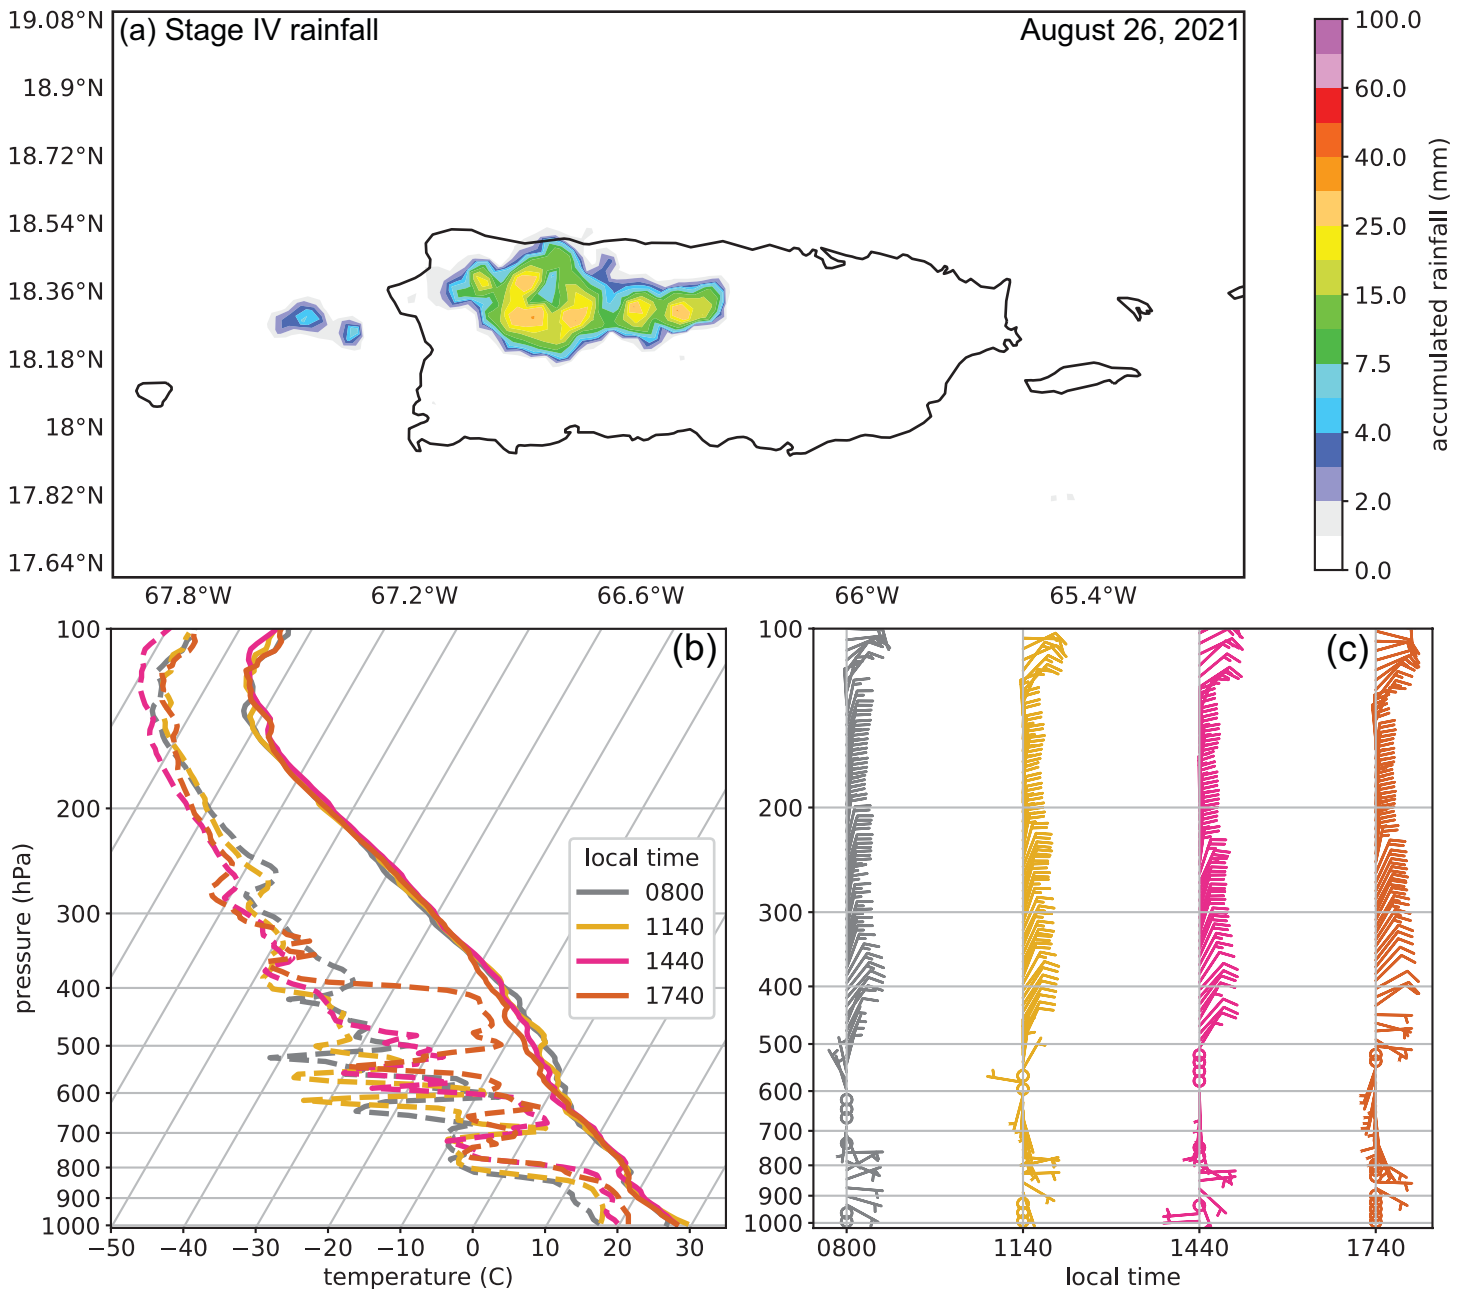 (a) Stage IV rainfall
August 26, 2021
19.08°N
18.9°N
18.72°N
18.54°N
18.36°N
18.18°N
18°N
17.82°N
17.64°N
67.8°W
67.2°W
66.6°W
66°W
65.4°W
100.0
60.0
40.0
25.0
15.0
7.5
4.0
2.0
0.0
accumulated rainfall (mm)
(b)
100
200
300
400
500
600
700
800
900
1000
pressure (hPa)
−50
−40
−30
−20
−10
0
10
20
30
temperature (C)
local time
0800
1140
1440
1740
(c)
100
200
300
400
500
600
700
800
900
1000
0800
1140
1440
1740
local time